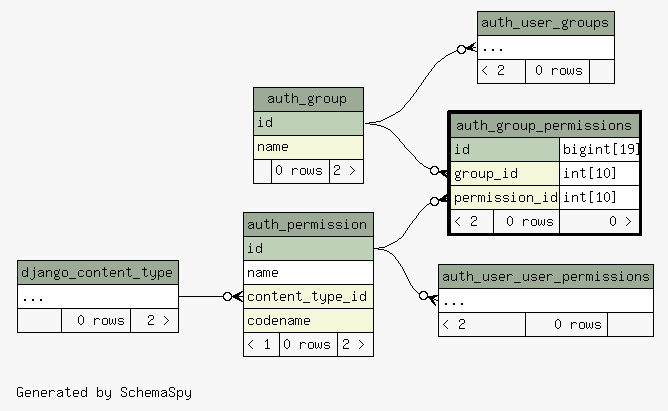 auth_user_groups
...
< 2 0 rows
auth_group
id
name
0 rows 2 >
auth_group_permissions
id bigint[19]
group_id int[10]
permission_id int[10]
< 2 0 rows 0 >
auth_permission
id
name
content_type_id
codename
< 1 0 rows 2 >
django_content_type
...
0 rows 2 >
auth_user_user_permissions
...
< 2 0 rows
Generated by SchemaSpy